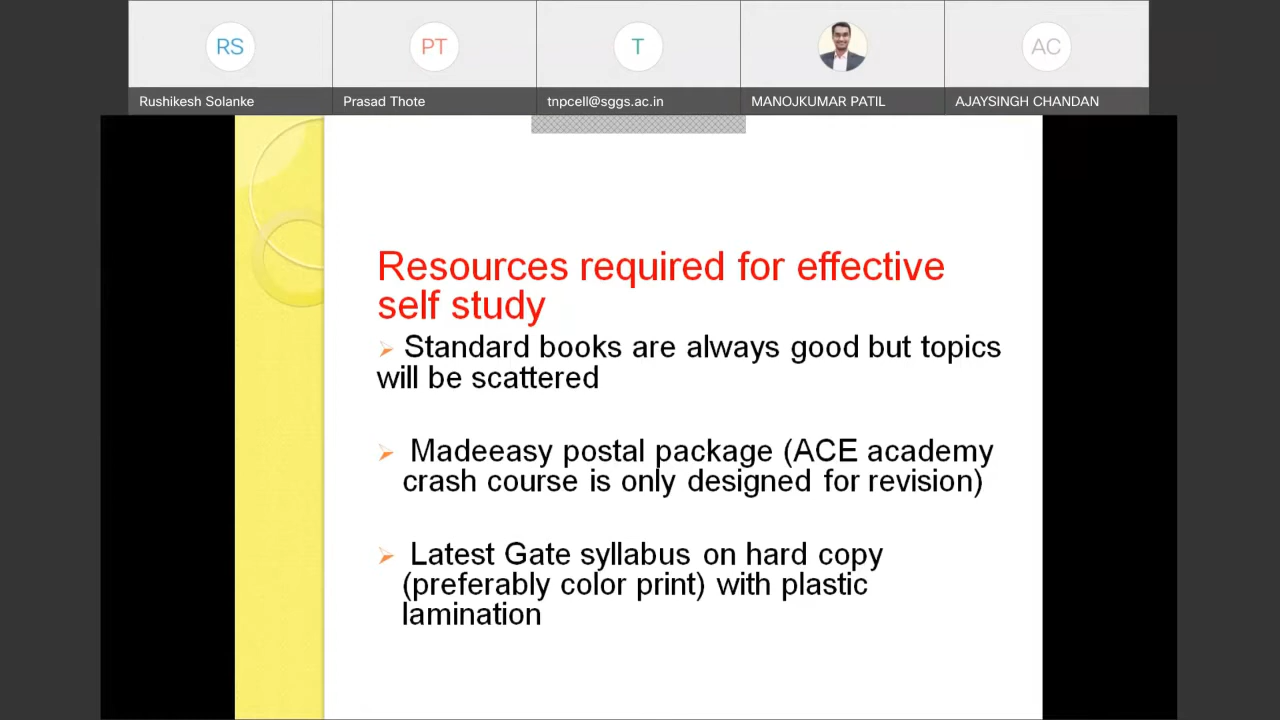 RS
PT
T
AC
Rushikesh Solanke
Prasad Thote
tnpcell@sggs.ac.in
MANOJKUMAR PATIL
AJAYSINGH CHANDAN
Resources required for effective
self study
Standard books are always good but topics
will be scattered
Madeeasy postal package (ACE academy
crash course is only designed for revision)
Latest Gate syllabus on hard copy
(preferably color print) with plastic
lamination